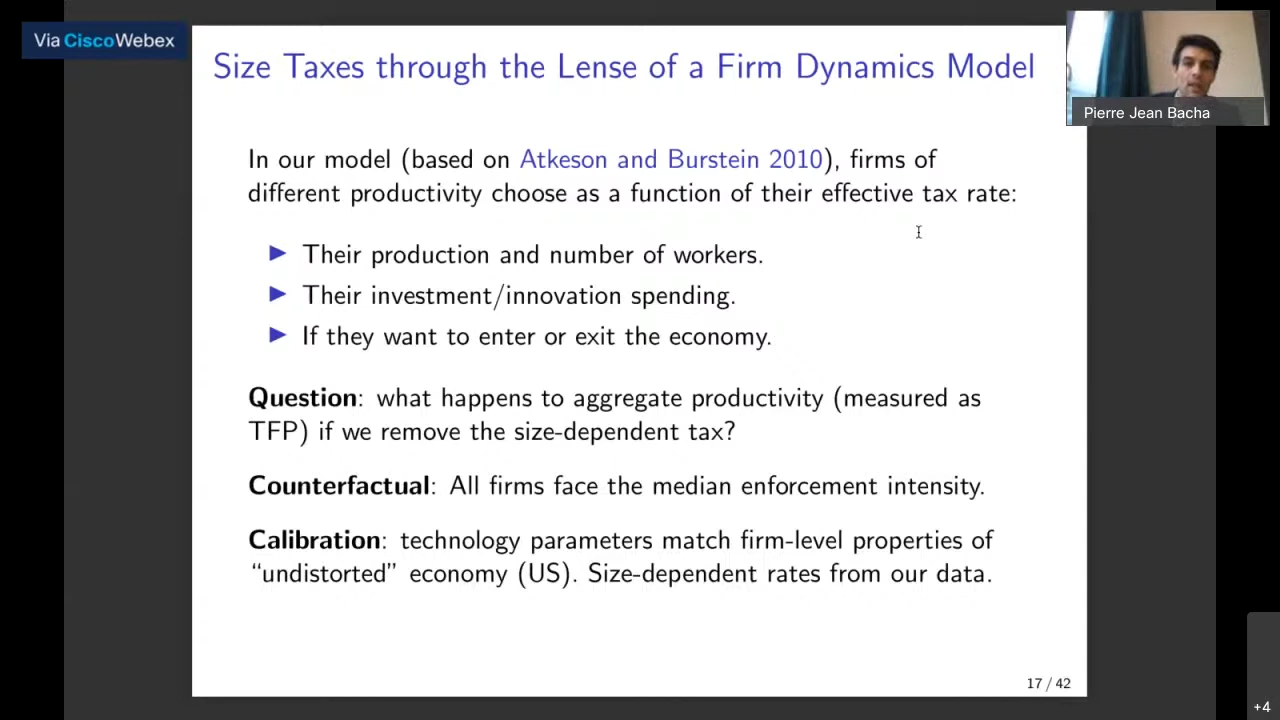 Via Cisco Webex
Size Taxes through the Lense of a Firm Dynamics Model
Pierre Jean Bacha
In our model (based on Atkeson and Burstein 2010), firms of
different productivity choose as a function of their effective tax rate:
▶ Their production and number of workers.
▶ Their investment/innovation spending.
▶ If they want to enter or exit the economy.
Question: what happens to aggregate productivity (measured as
TFP) if we remove the size-dependent tax?
Counterfactual: All firms face the median enforcement intensity.
Calibration: technology parameters match firm-level properties of
“undistorted” economy (US). Size-dependent rates from our data.
17 / 42
+4